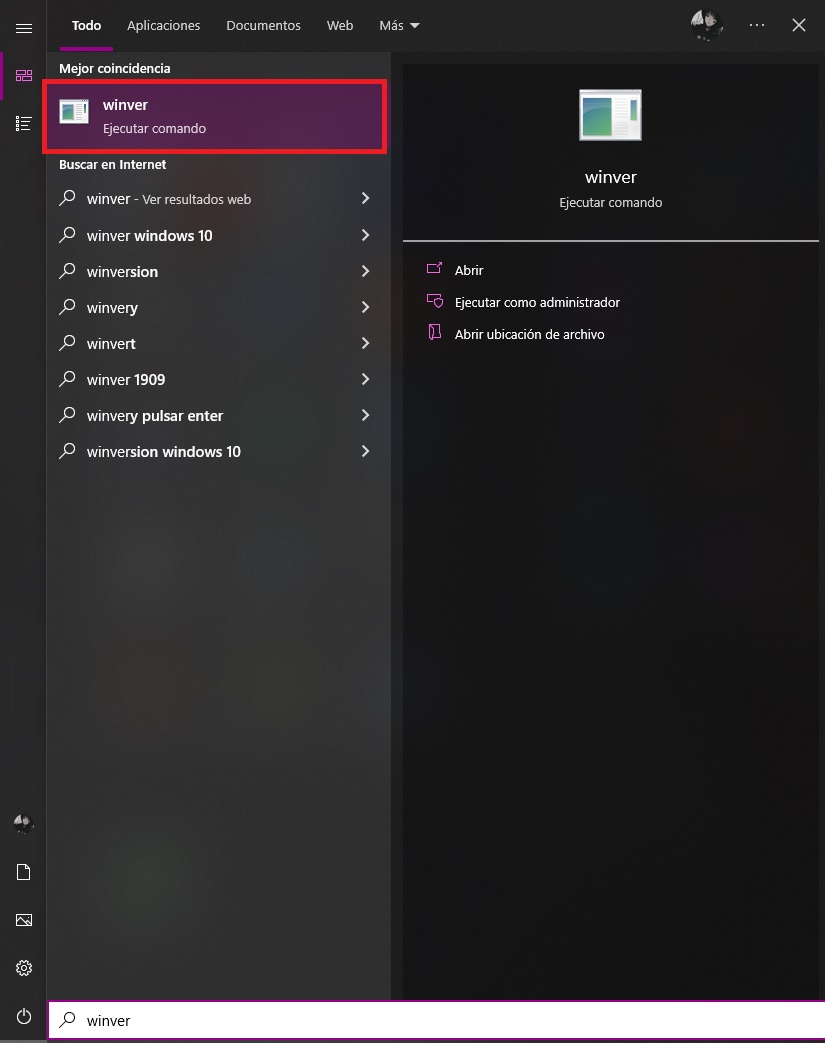 Todo Aplicaciones Documentos Web Más
Mejor coincidencia
winver
Ejecutar comando
Buscar en Internet
winver - Ver resultados web
winver windows 10
winversion
winvery
winvert
winver 1909
winvery pulsar enter
winversion windows 10
winver
Ejecutar comando
Abrir
Ejecutar como administrador
Abrir ubicación de archivo
winver